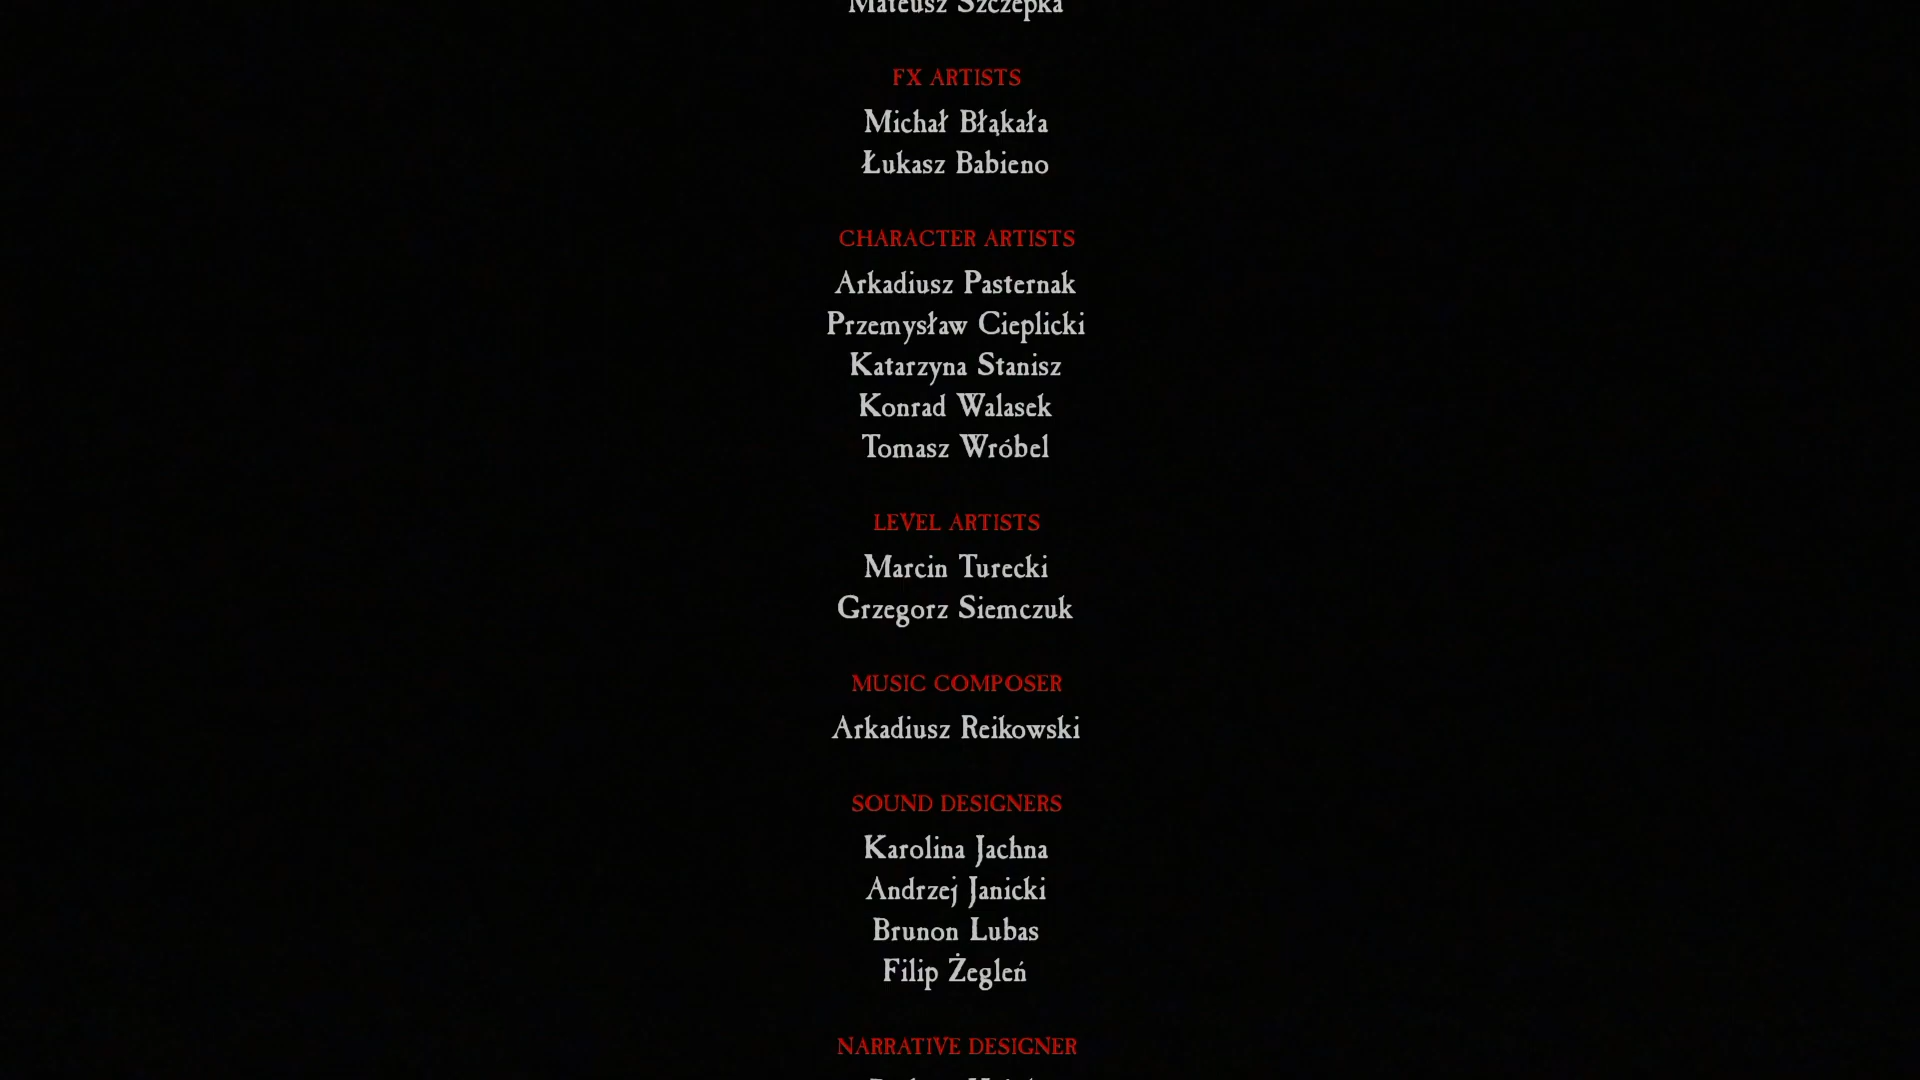 Mateusz Szczepka
FX ARTISTS
Michał Błąkała
Łukasz Babieno
CHARACTER ARTISTS
Arkadiusz Pasternak
Przemysław Cieplicki
Katarzyna Stanisz
Konrad Walasek
Tomasz Wróbel
LEVEL ARTISTS
Marcin Turecki
Grzegorz Siemczuk
MUSIC COMPOSER
Arkadiusz Reikowski
SOUND DESIGNERS
Karolina Jachna
Andrzej Janicki
Brunon Lubas
Filip Żegleń
NARRATIVE DESIGNER